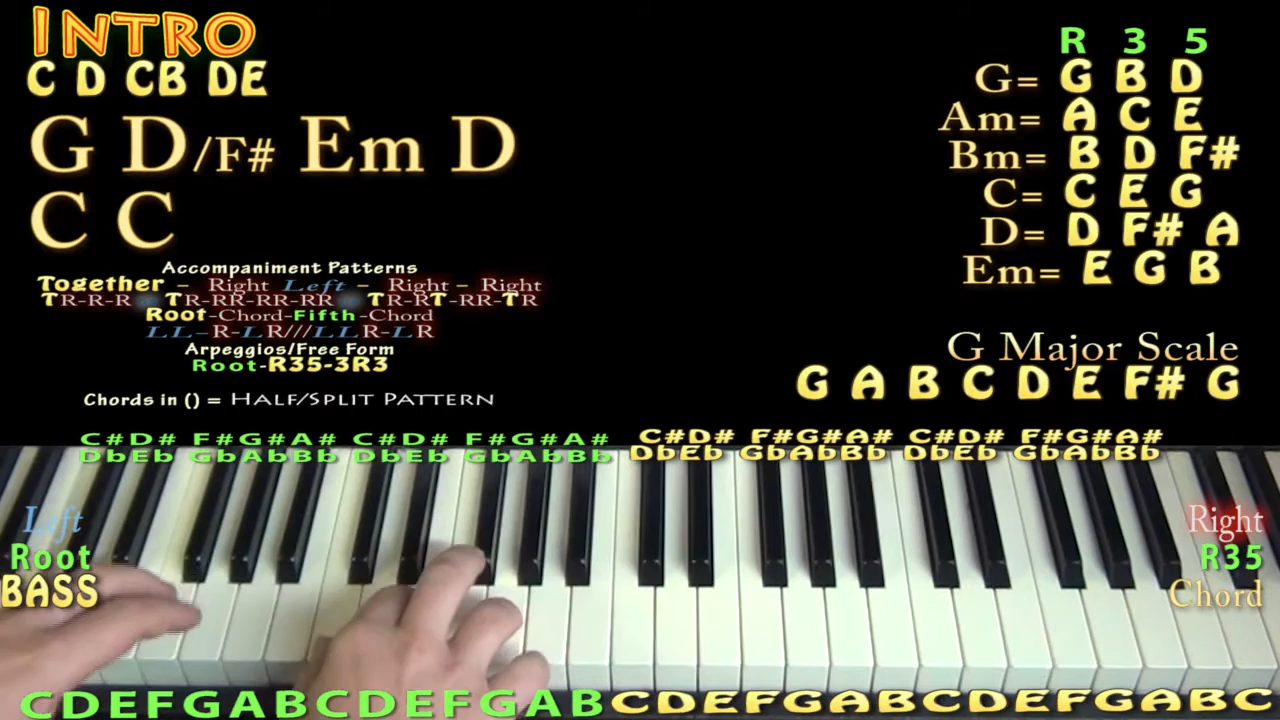 INTRO
C D CB DE
G D/F# Em D
C C
Accompaniment Patterns
Together - Right Left - Right - Right
TR-R-R TR-RR-RR-RR TR-RT-RR-TR
Root-Chord-Fifth-Chord
LL-R-LR///LLR-LR
Arpeggios/Free Form
Root-R35-3R3
Chords in () = HALF/SPLIT PATTERN
R 3 5
G= G B D
Am= A C E
Bm= B D F#
C= C E G
D= D F# A
Em= E G B
G Major Scale
G A B C D E F# G
C#D# F#G#A# C#D# F#G#A# C#D# F#G#A# C#D# F#G#A#
DbEb GbAbBb DbEb GbAbBb DbEb GbAbBb DbEb GbAbBb
Left
Root
BASS
Right
R35
Chord
CDEFGABCDEFGABCDEFGABCDEFGABC